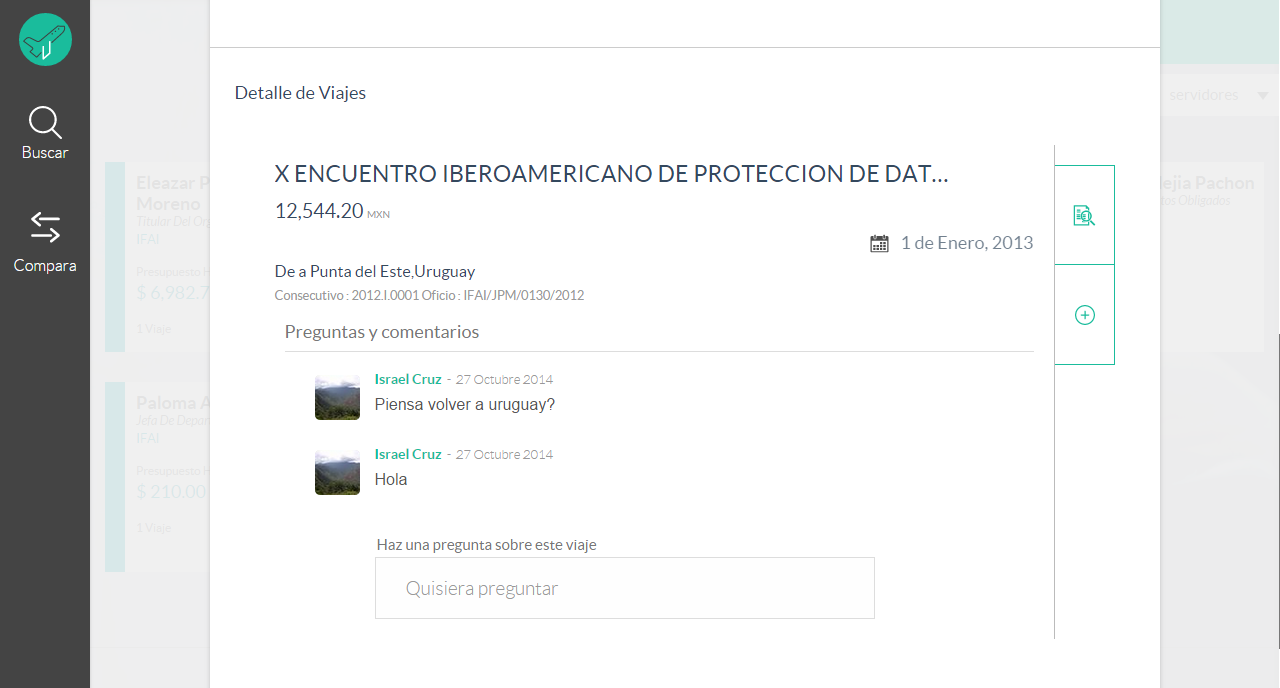 Buscar
Compara
servidores
Eleazar P
Moreno
Titular Del Org
IFAI
Presupuesto H
$ 6,982.7
1 Viaje
Paloma A
Jefa De Depar
IFAI
Presupuesto H
$ 210.00
1 Viaje
Detalle de Viajes
X ENCUENTRO IBEROAMERICANO DE PROTECCION DE DAT...
12,544.20 MXN
1 de Enero, 2013
De a Punta del Este,Uruguay
Consecutivo : 2012.I.0001 Oficio : IFAI/JPM/0130/2012
Preguntas y comentarios
Israel Cruz - 27 Octubre 2014
Piensa volver a uruguay?
Israel Cruz - 27 Octubre 2014
Hola
Haz una pregunta sobre este viaje
Quisiera preguntar
Mejia Pachon
Obligados